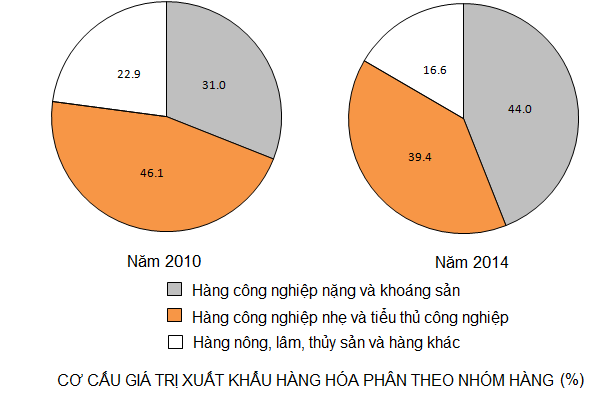 22.9
31.0
46.1
16.6
44.0
39.4
Năm 2010
Năm 2014
Hàng công nghiệp nặng và khoáng sản
Hàng công nghiệp nhẹ và tiểu thủ công nghiệp
Hàng nông, lâm, thủy sản và hàng khác
CƠ CẤU GIÁ TRỊ XUẤT KHẨU HÀNG HÓA PHÂN THEO NHÓM HÀNG (%)